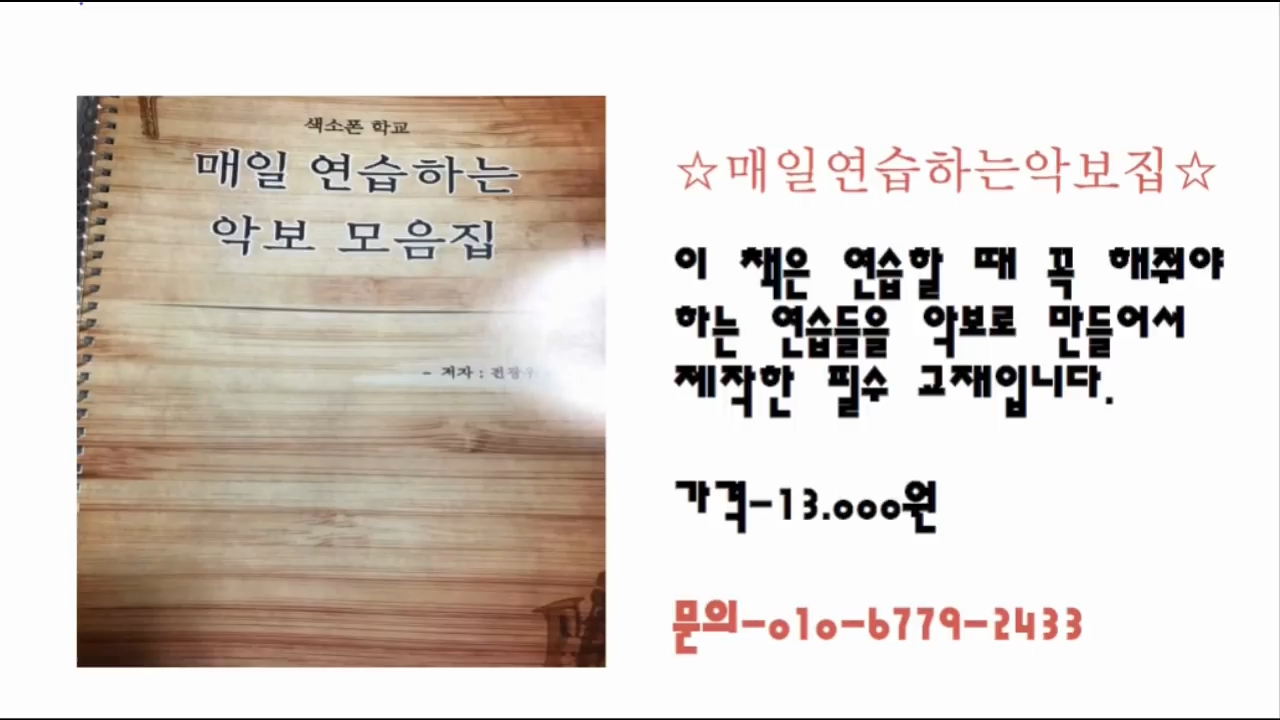 색소폰 학교
매일 연습하는
악보 모음집
- 저자 :
☆매일연습하는악보집☆
이 책은 연습할 때 꼭 해줘야
하는 연습들을 악보로 만들어서
제작한 필수 교재입니다.
가격-13.000원
문의-010-6779-2433